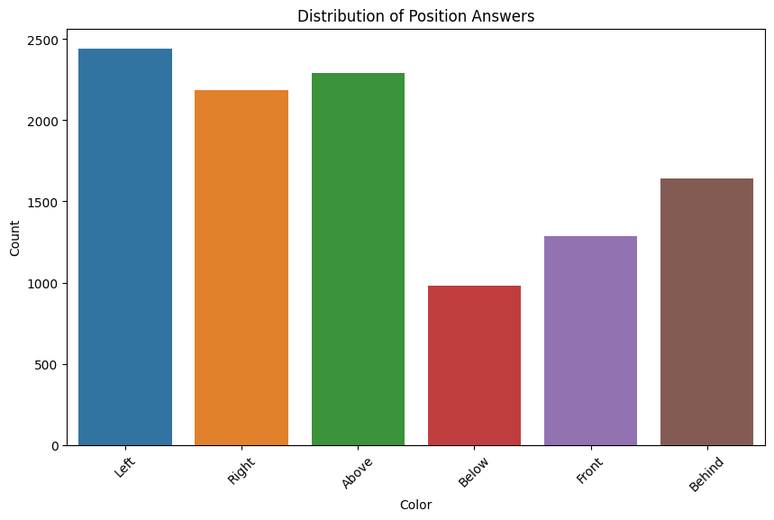 Distribution of Position Answers
2500
2000
1500
1000
500
0
Count
Left
Right
Above
Below
Front
Behind
Color